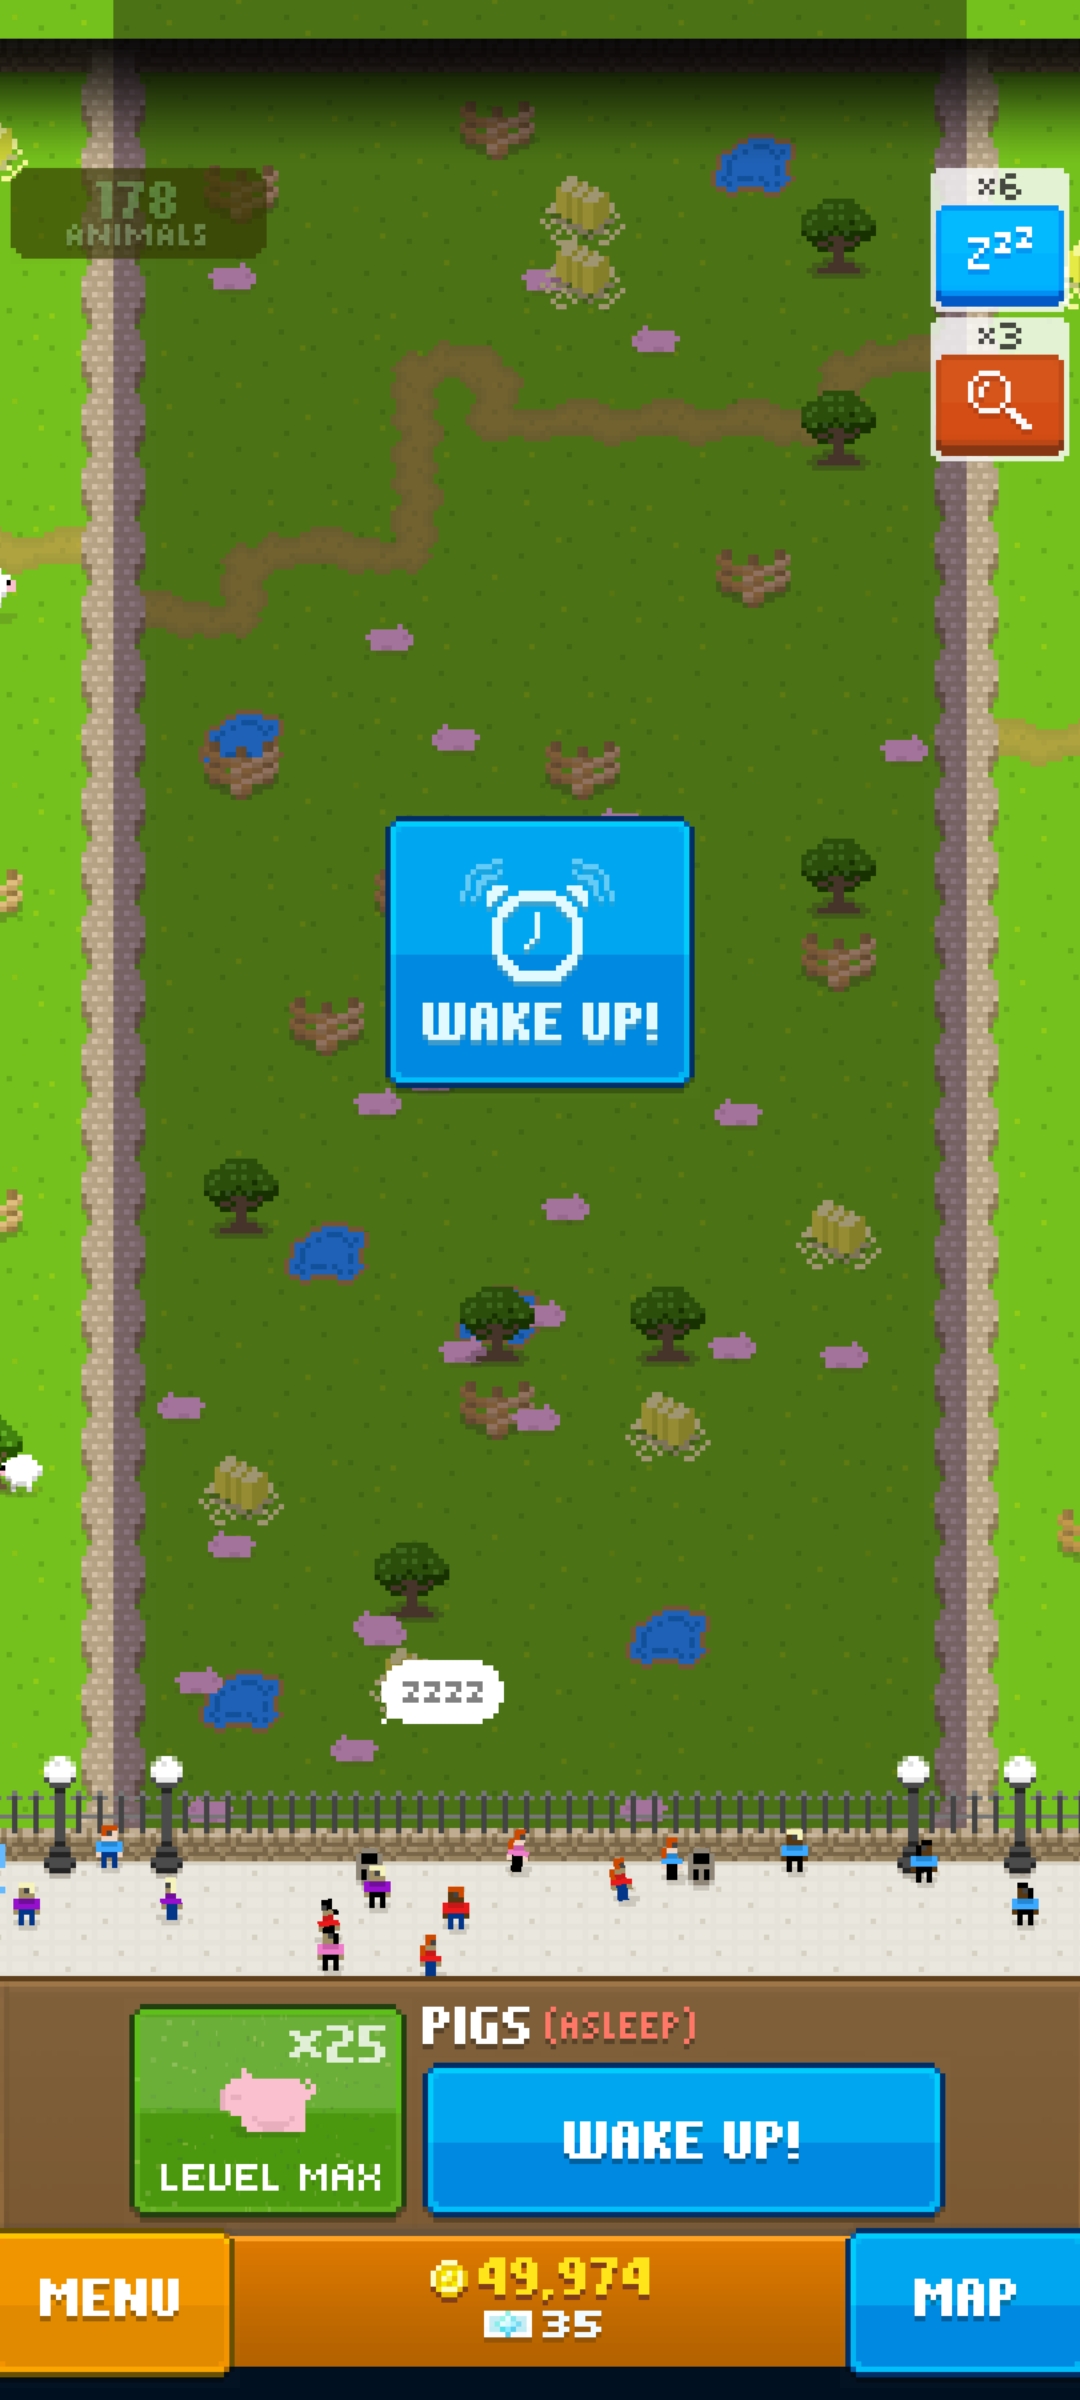 178
ANIMALS
x6
zzz
x3
WAKE UP!
zzzz
x25
LEVEL MAX
PIGS (ASLEEP)
WAKE UP!
MENU
49,974
35
MAP